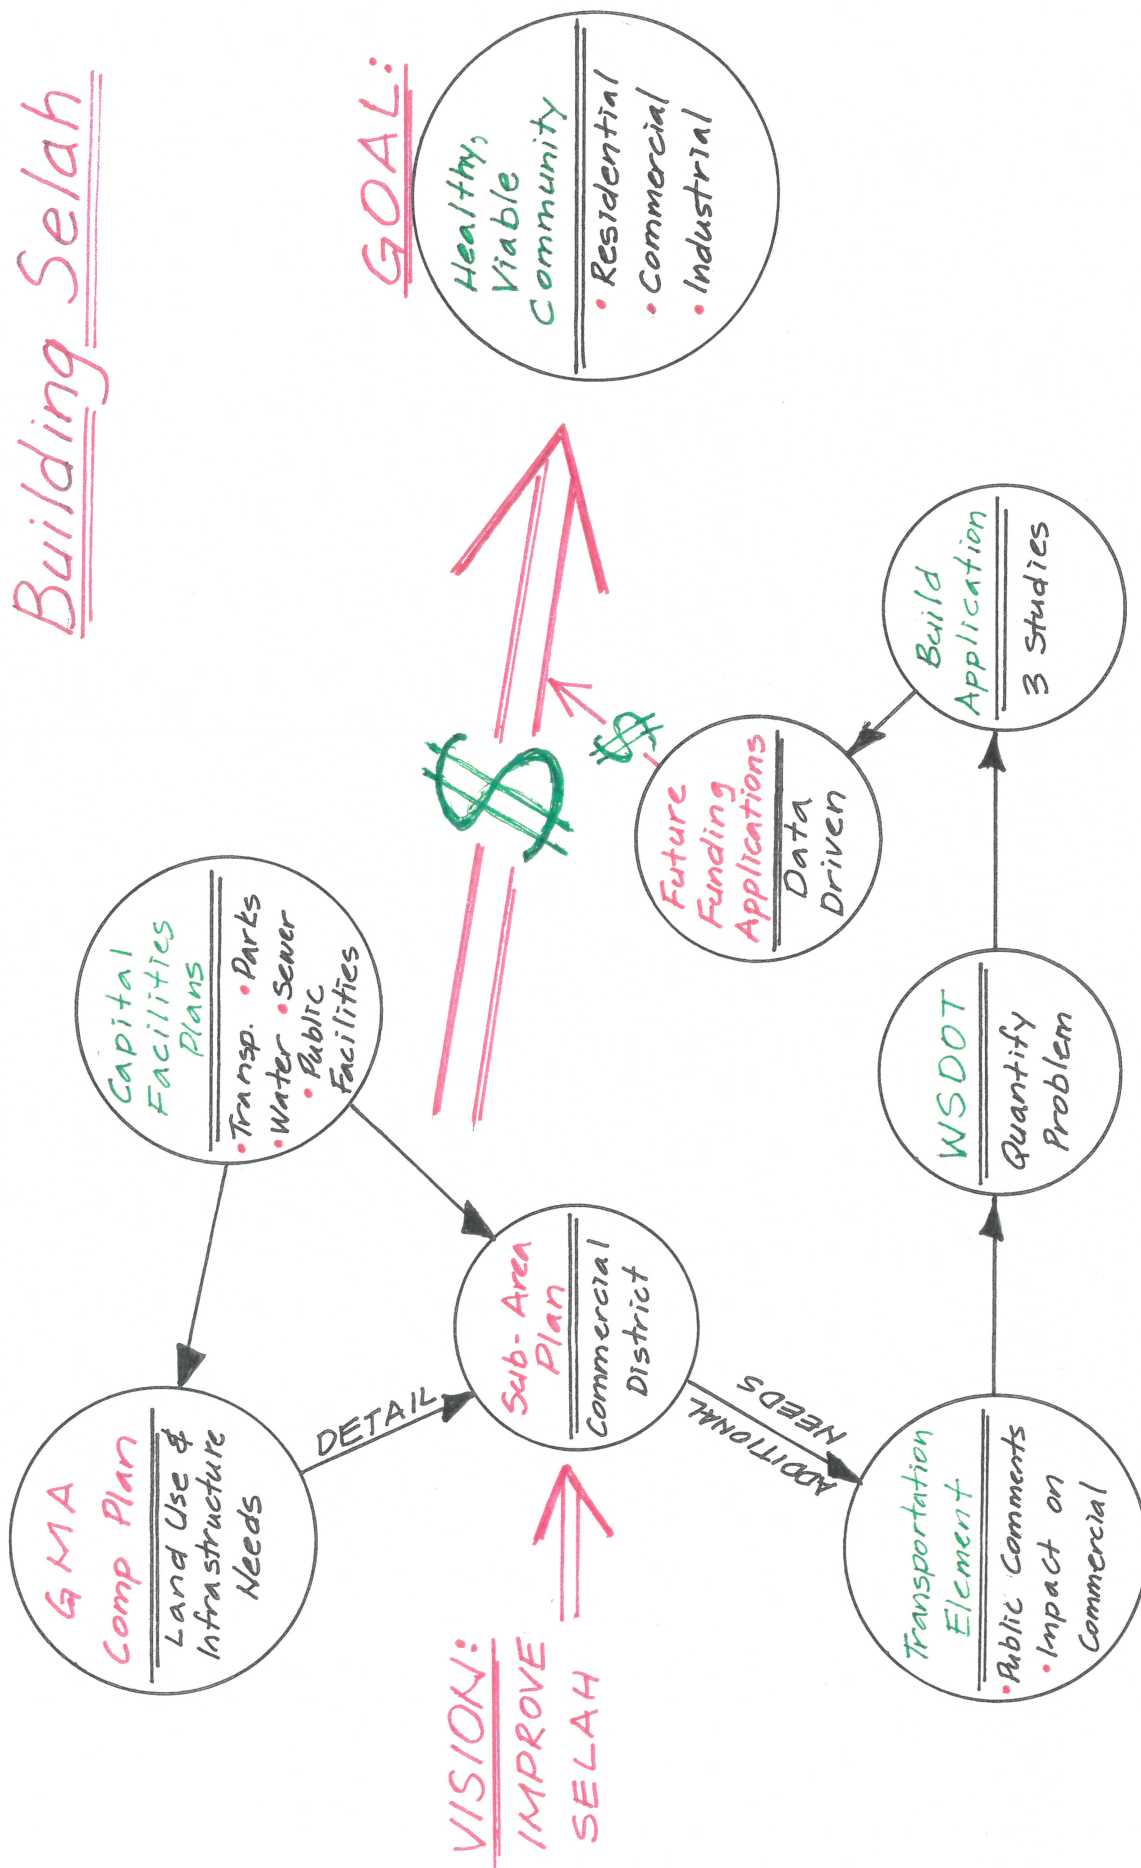 Building Selah
GMA
Comp Plan
Land Use &
Infrastructure
Needs
Capital
Facilities
Plans
• Transp. • Parks
• Water • Sewer
• Public
Facilities
GOAL:
Healthy,
Viable
Community
• Residential
• Commercial
• Industrial
DETAIL
VISION:
IMPROVE
SELAH
Sub-Area
Plan
Commercial
District
$
$
Future
Funding
Applications
Data
Driven
ADDITIONAL
NEEDS
Transportation
Element
• Public Comments
• Impact on
Commercial
WSDOT
Quantify
Problem
Build
Application
3 Studies